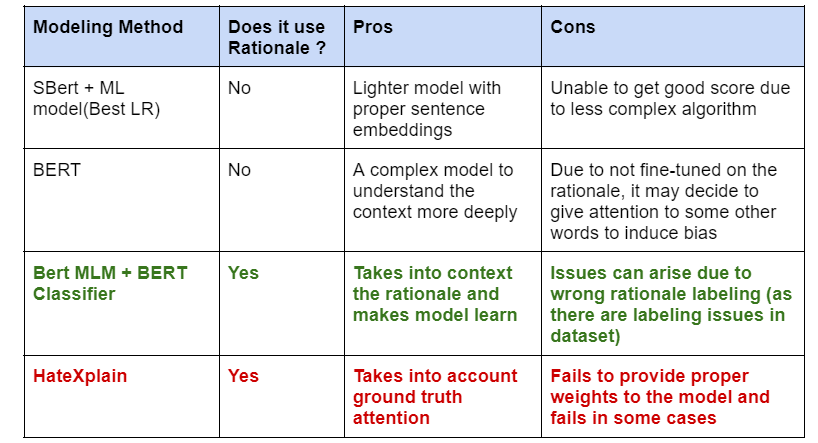 Modeling Method
Does it use
Rationale ?
Pros
Cons
SBert + ML
model(Best LR)
No
Lighter model with
proper sentence
embeddings
Unable to get good score due
to less complex algorithm
BERT
No
A complex model to
understand the
context more deeply
Due to not fine-tuned on the
rationale, it may decide to
give attention to some other
words to induce bias
Bert MLM + BERT
Classifier
Yes
Takes into context
the rationale and
makes model learn
Issues can arise due to
wrong rationale labeling (as
there are labeling issues in
dataset)
HateXplain
Yes
Takes into account
ground truth
attention
Fails to provide proper
weights to the model and
fails in some cases